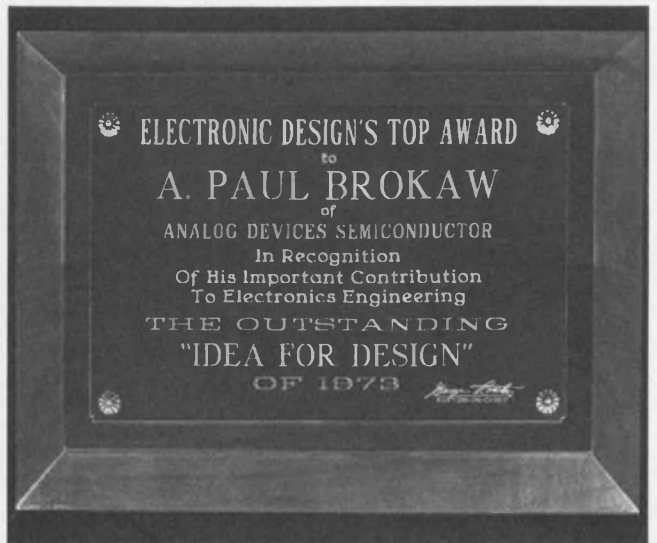 ELECTRONIC DESIGN'S TOP AWARD
to
A. PAUL BROKAW
of
ANALOG DEVICES SEMICONDUCTOR
In Recognition
Of His Important Contribution
To Electronics Engineering
THE OUTSTANDING
"IDEA FOR DESIGN"
OF 1973